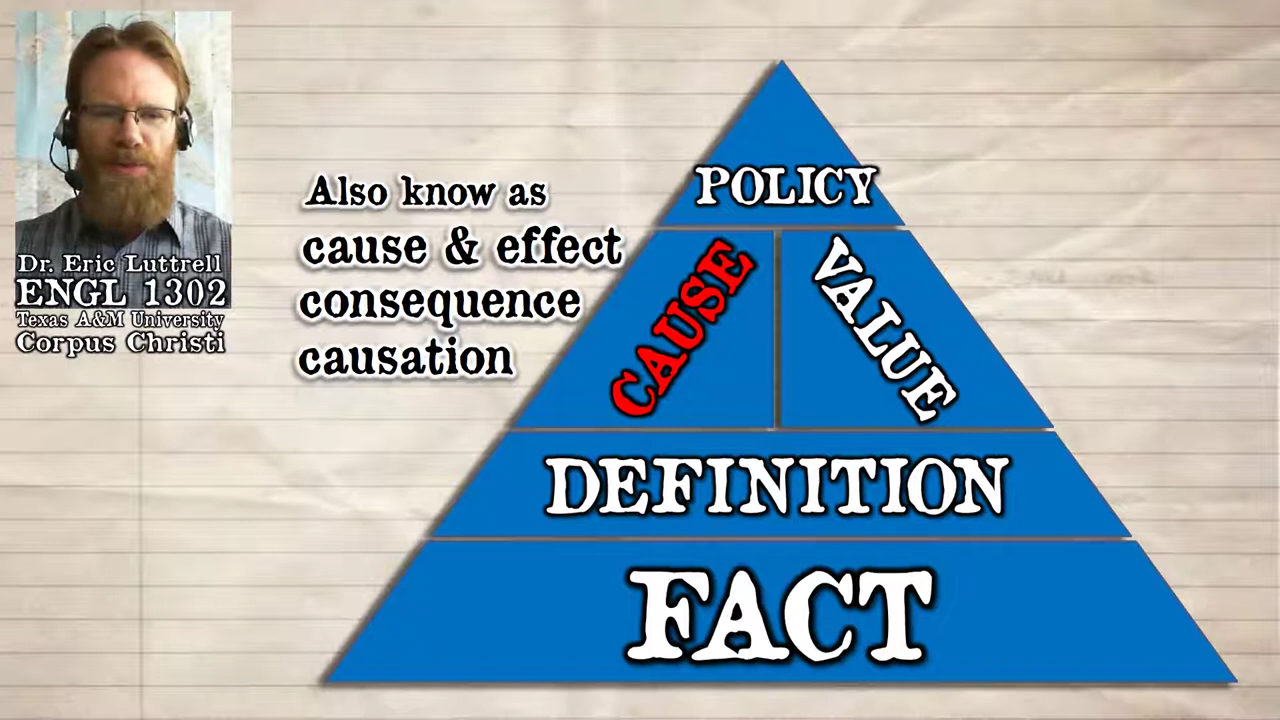 Dr. Eric Luttrell
ENGL 1302
Texas A&M University
Corpus Christi
Also know as
cause & effect
consequence
causation
POLICY
CAUSE
VALUE
DEFINITION
FACT